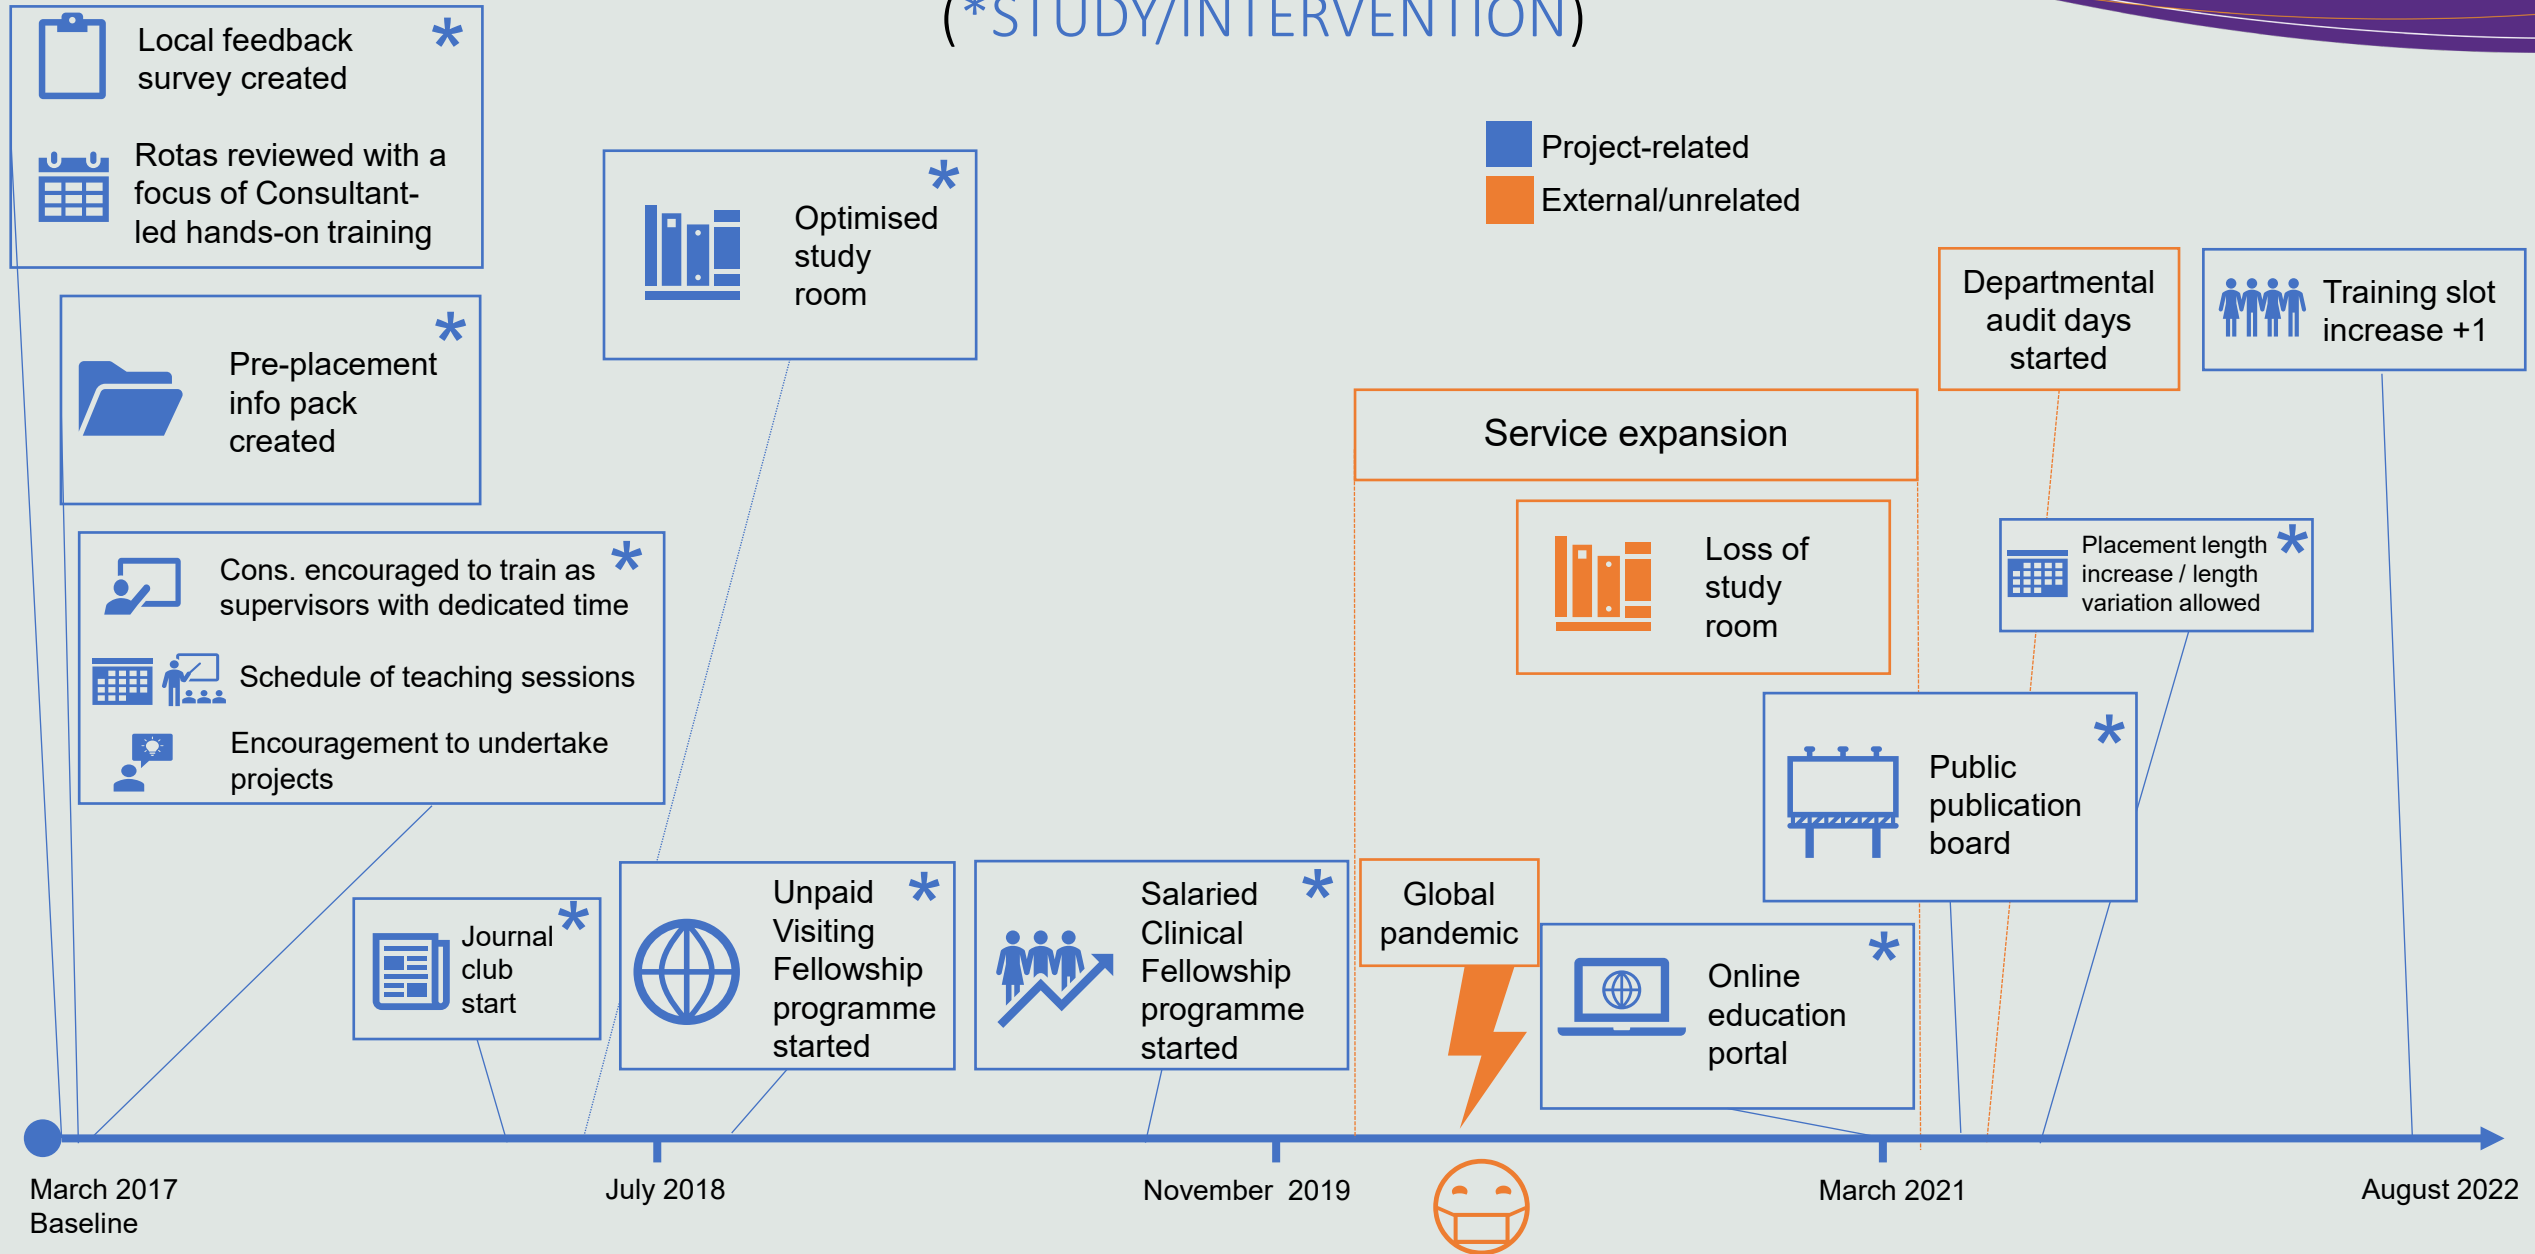 (*STUDY/INTERVENTION)
Local feedback
survey created
*
Rotas reviewed with a
focus of Consultant-
led hands-on training
Pre-placement
info pack
created
*
Cons. encouraged to train as
supervisors with dedicated time
*
Schedule of teaching sessions
Encouragement to undertake
projects
Optimised
study
room
*
Project-related
External/unrelated
Departmental
audit days
started
Training slot
increase +1
Service expansion
Loss of
study
room
Placement length
increase / length
variation allowed
*
Public
publication
board
*
Journal
club
start
*
Unpaid
Visiting
Fellowship
programme
started
*
Salaried
Clinical
Fellowship
programme
started
*
Global
pandemic
Online
education
portal
*
March 2017
Baseline
July 2018
November 2019
March 2021
August 2022